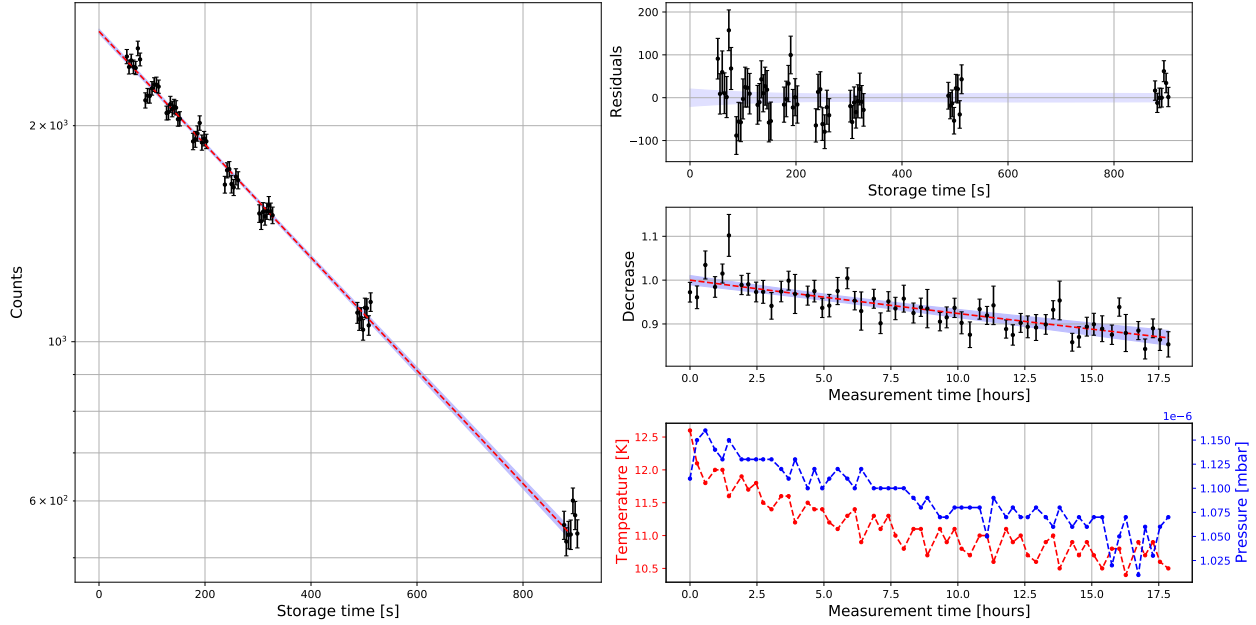 Counts
2 × 10³
10³
6 × 10²
0 200 400 600 800
Storage time [s]
Residuals
200
100
0
−100
0 200 400 600 800
Storage time [s]
Decrease
1.1
1.0
0.9
0.0 2.5 5.0 7.5 10.0 12.5 15.0 17.5
Measurement time [hours]
1e−6
Temperature [K]
12.5
12.0
11.5
11.0
10.5
1.150
1.125
1.100
1.075
1.050
1.025
Pressure [mbar]
0.0 2.5 5.0 7.5 10.0 12.5 15.0 17.5
Measurement time [hours]